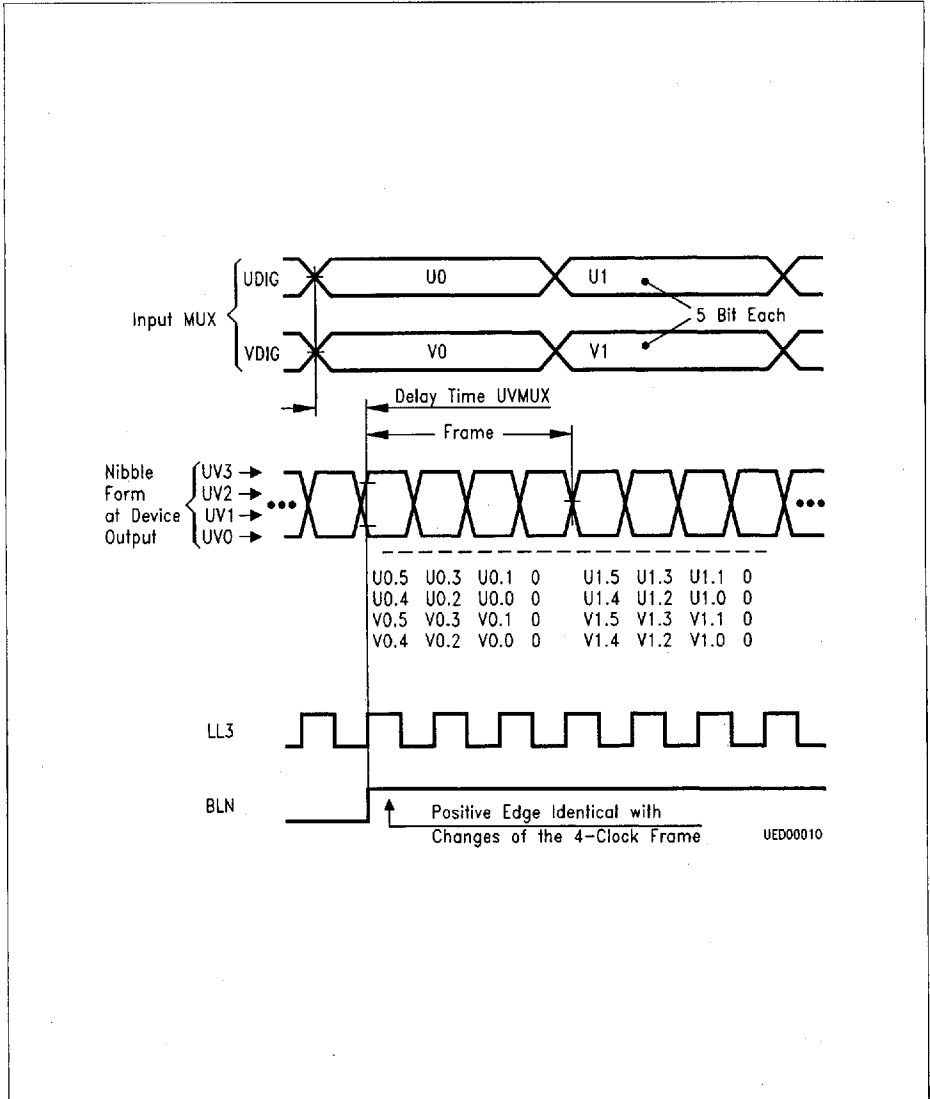 UDIG U0 U1
Input MUX
5 Bit Each
VDIG V0 V1
Delay Time UVMUX
Frame
Nibble UV3
Form UV2
at Device UV1
Output UV0
U0.5 U0.3 U0.1 0 U1.5 U1.3 U1.1 0
U0.4 U0.2 U0.0 0 U1.4 U1.2 U1.0 0
V0.5 V0.3 V0.1 0 V1.5 V1.3 V1.1 0
V0.4 V0.2 V0.0 0 V1.4 V1.2 V1.0 0
LL3
BLN
Positive Edge Identical with
Changes of the 4-Clock Frame
UED00010